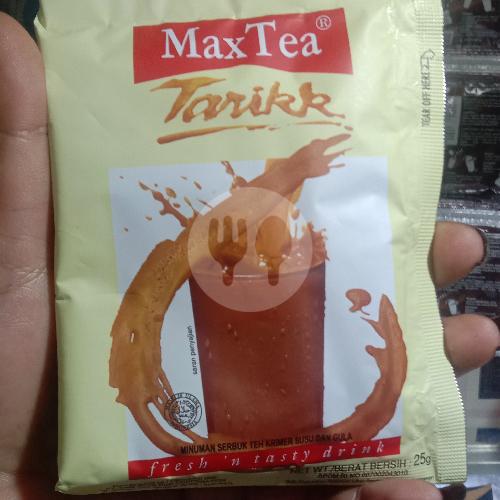 MaxTea®
Tarikk
TEAR OFF HERE
saran penyajian
MINUMAN SERBUK TEH KRIMER SUSU DAN GULA
fresh 'n tasty drink
NET WT/BERAT BERSIH : 25g